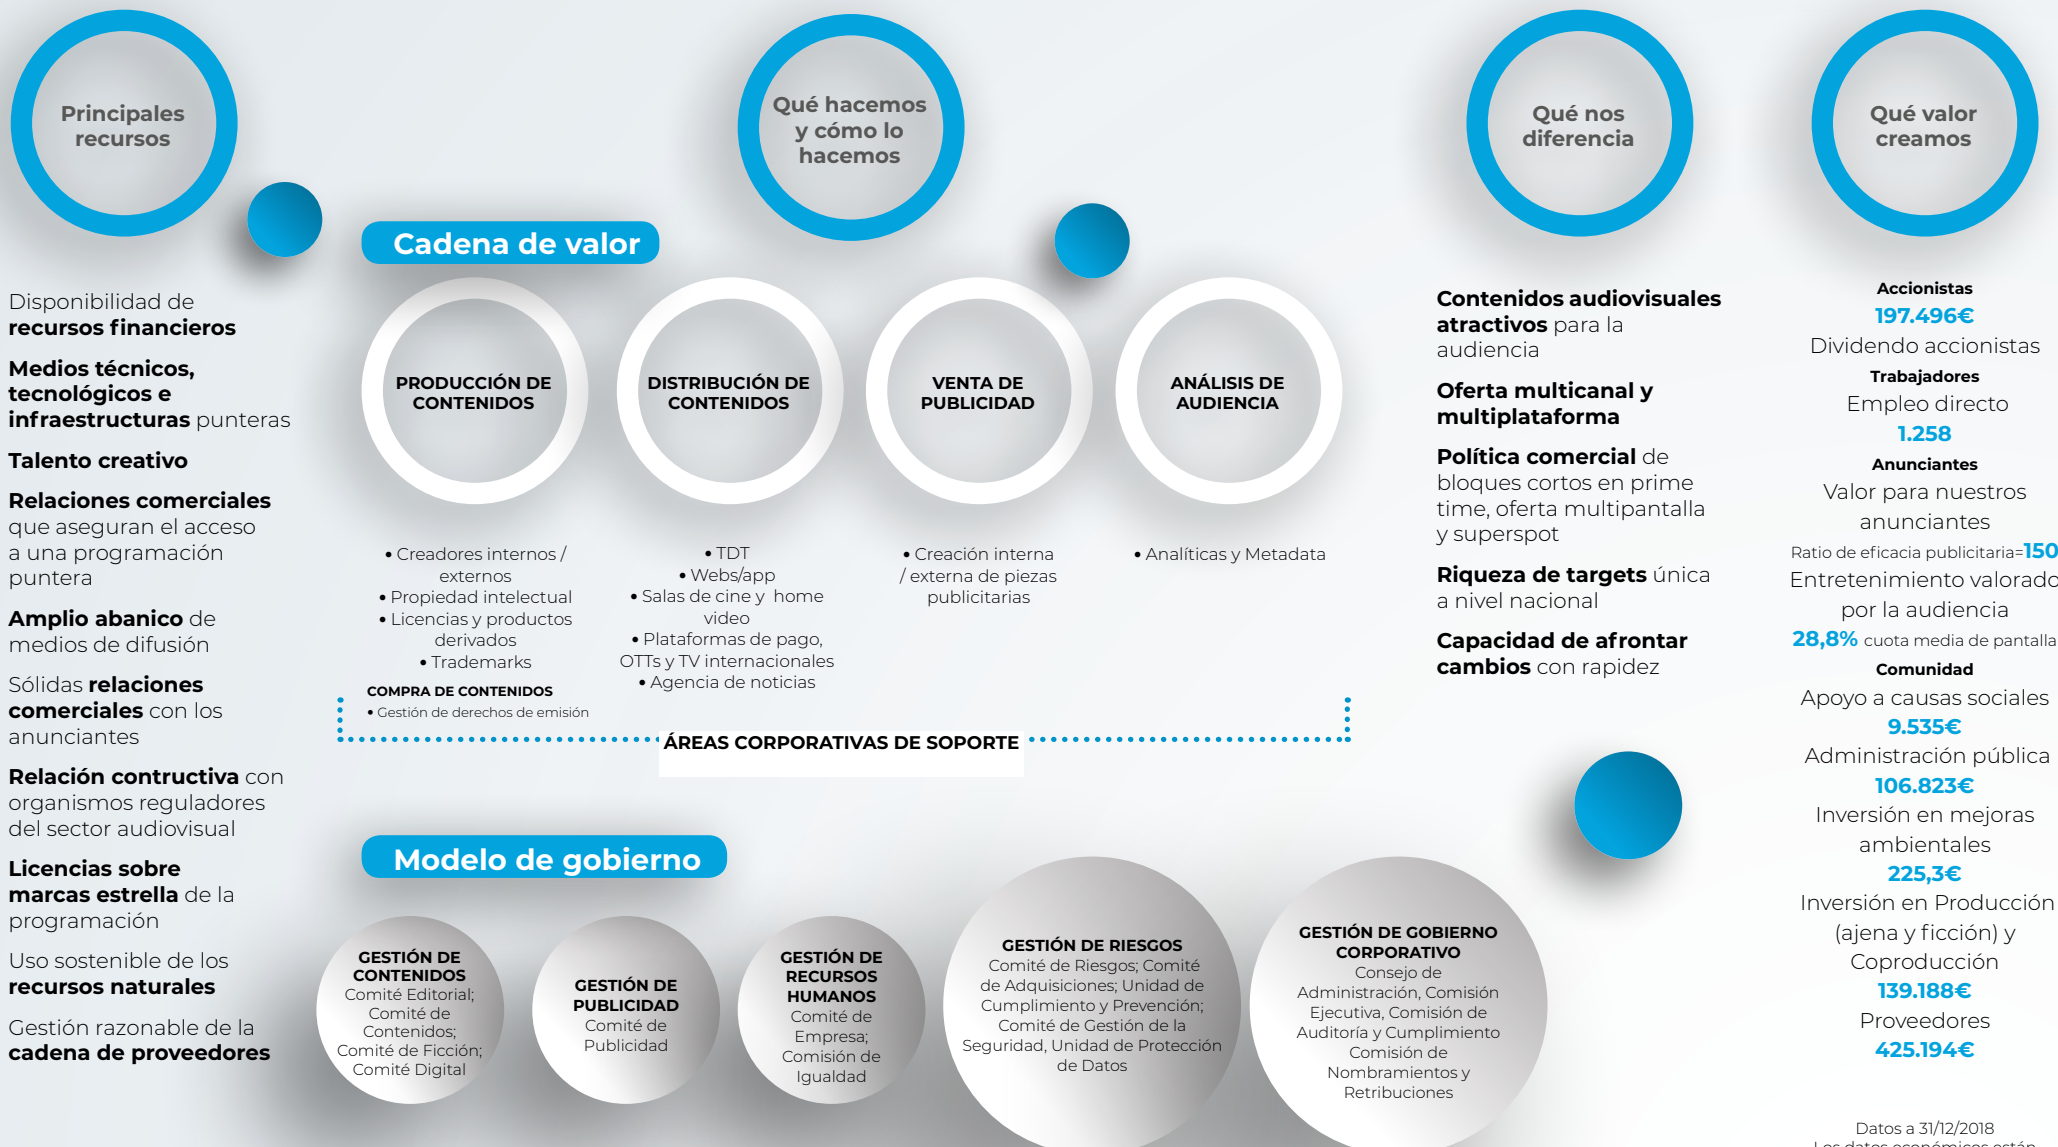 Principales
recursos
Disponibilidad de
recursos financieros
Medios técnicos,
tecnológicos e
infraestructuras punteras
Talento creativo
Relaciones comerciales
que aseguran el acceso
a una programación
puntera
Amplio abanico de
medios de difusión
Sólidas relaciones
comerciales con los
anunciantes
Relación contructiva con
organismos reguladores
del sector audiovisual
Licencias sobre
marcas estrella de la
programación
Uso sostenible de los
recursos naturales
Gestión razonable de la
cadena de proveedores
Qué hacemos
y cómo lo
hacemos
Cadena de valor
PRODUCCIÓN DE
CONTENIDOS
• Creadores internos /
externos
• Propiedad intelectual
• Licencias y productos
derivados
• Trademarks
COMPRA DE CONTENIDOS
• Gestión de derechos de emisión
DISTRIBUCIÓN DE
CONTENIDOS
• TDT
• Webs/app
• Salas de cine y home
video
• Plataformas de pago,
OTTs y TV internacionales
• Agencia de noticias
VENTA DE
PUBLICIDAD
• Creación interna
/ externa de piezas
publicitarias
ANÁLISIS DE
AUDIENCIA
• Analíticas y Metadata
ÁREAS CORPORATIVAS DE SOPORTE
Modelo de gobierno
GESTIÓN DE
CONTENIDOS
Comité Editorial;
Comité de
Contenidos;
Comité de Ficción;
Comité Digital
GESTIÓN DE
PUBLICIDAD
Comité de
Publicidad
GESTIÓN DE
RECURSOS
HUMANOS
Comité de
Empresa;
Comisión de
Igualdad
GESTIÓN DE RIESGOS
Comité de Riesgos; Comité
de Adquisiciones; Unidad de
Cumplimiento y Prevención;
Comité de Gestión de la
Seguridad, Unidad de Protección
de Datos
GESTIÓN DE GOBIERNO
CORPORATIVO
Consejo de
Administración, Comisión
Ejecutiva, Comisión de
Auditoría y Cumplimiento
Comisión de
Nombramientos y
Retribuciones
Qué nos
diferencia
Contenidos audiovisuales
atractivos para la
audiencia
Oferta multicanal y
multiplataforma
Política comercial de
bloques cortos en prime
time, oferta multipantalla
y superspot
Riqueza de targets única
a nivel nacional
Capacidad de afrontar
cambios con rapidez
Qué valor
creamos
Accionistas
197.496€
Dividendo accionistas
Trabajadores
Empleo directo
1.258
Anunciantes
Valor para nuestros
anunciantes
Ratio de eficacia publicitaria=150
Entretenimiento valorado
por la audiencia
28,8% cuota media de pantalla
Comunidad
Apoyo a causas sociales
9.535€
Administración pública
106.823€
Inversión en mejoras
ambientales
225,3€
Inversión en Producción
(ajena y ficción) y
Coproducción
139.188€
Proveedores
425.194€
Datos a 31/12/2018
Los datos económicos están